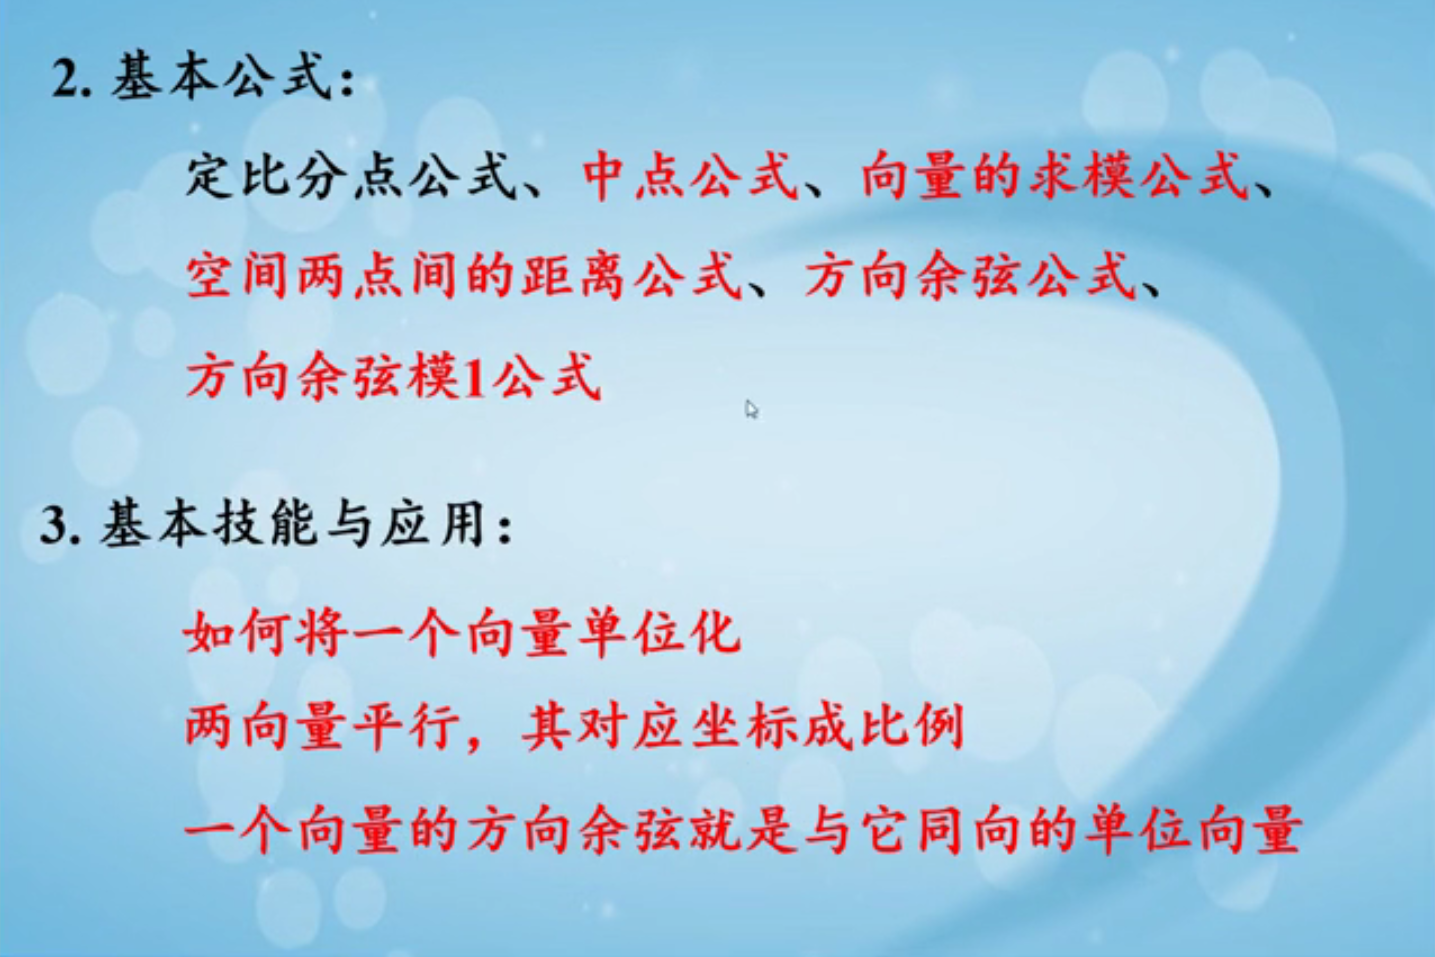 2. 基本公式：
定比分点公式、中点公式、向量的求模公式、
空间两点间的距离公式、方向余弦公式、
方向余弦模1公式
3. 基本技能与应用：
如何将一个向量单位化
两向量平行，其对应坐标成比例
一个向量的方向余弦就是与它同向的单位向量